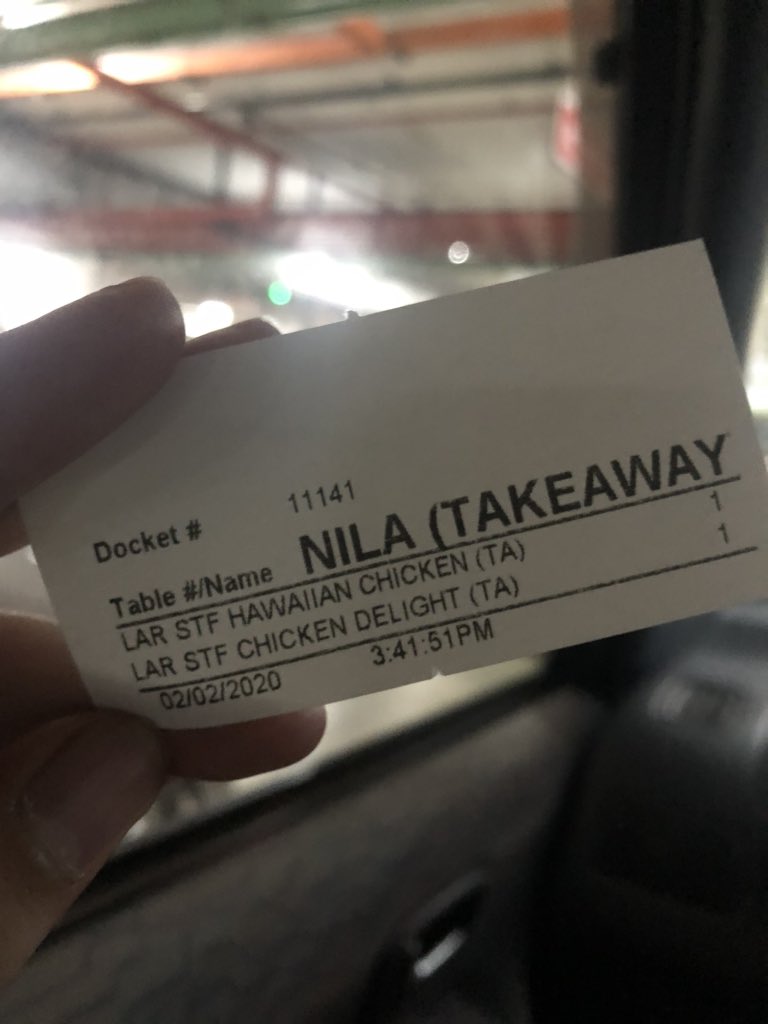 Docket # 11141
Table #/Name NILA (TAKEAWAY
LAR STF HAWAIIAN CHICKEN (TA) 1
LAR STF CHICKEN DELIGHT (TA) 1
02/02/2020 3:41:51PM